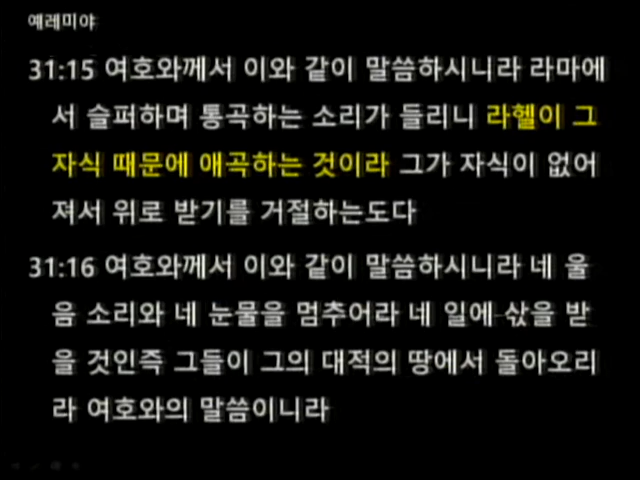 예레미야
31:15 여호와께서 이와 같이 말씀하시니라 라마에
서 슬퍼하며 통곡하는 소리가 들리니 라헬이 그
자식 때문에 애곡하는 것이라 그가 자식이 없어
져서 위로 받기를 거절하는도다
31:16 여호와께서 이와 같이 말씀하시니라 네 울
음 소리와 네 눈물을 멈추어라 네 일에 삯을 받
을 것인즉 그들이 그의 대적의 땅에서 돌아오리
라 여호와의 말씀이니라